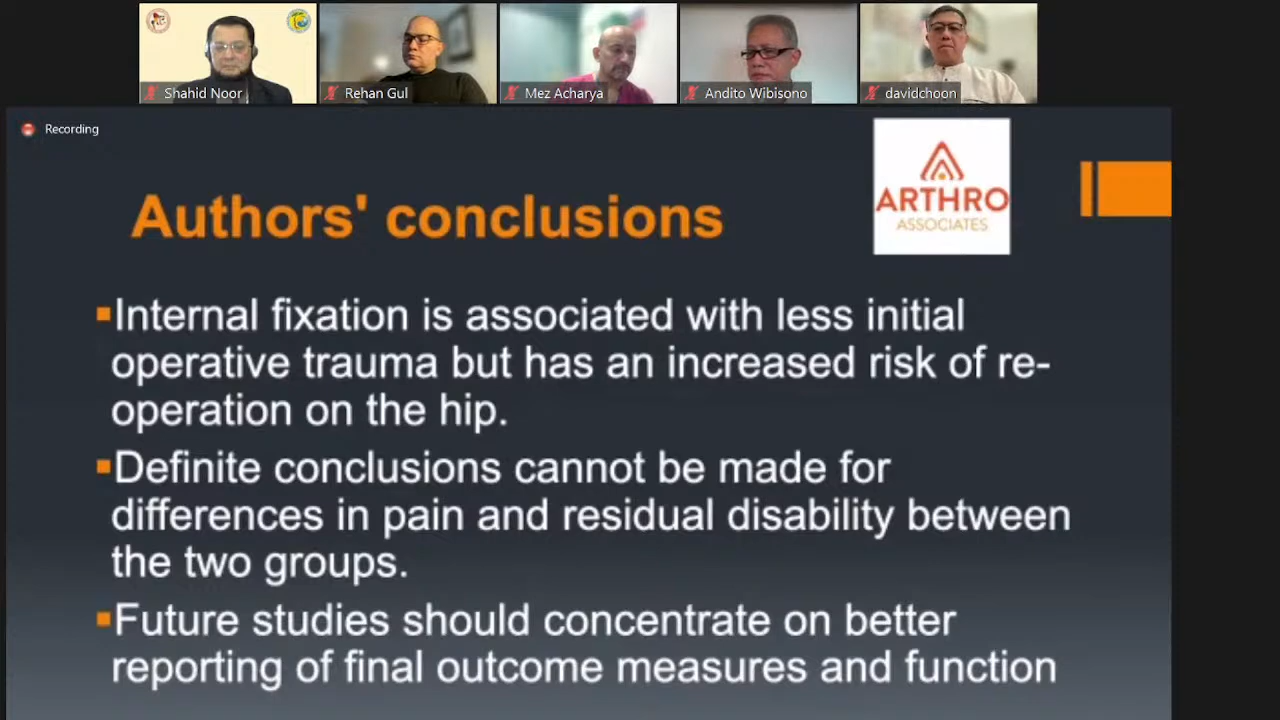 Shahid Noor
Rehan Gul
Mez Acharya
Andito Wibisono
davidchoon
Recording
ARTHRO
ASSOCIATES
Authors' conclusions
▪Internal fixation is associated with less initial
operative trauma but has an increased risk of re-
operation on the hip.
▪Definite conclusions cannot be made for
differences in pain and residual disability between
the two groups.
▪Future studies should concentrate on better
reporting of final outcome measures and function